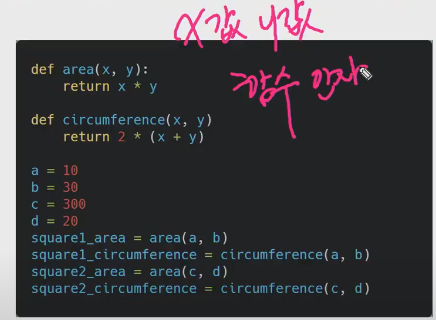 x값 y값
함수 인자
def area(x, y):
    return x * y
def circumference(x, y)
    return 2 * (x + y)
a = 10
b = 30
c = 300
d = 20
square1_area = area(a, b)
square1_circumference = circumference(a, b)
square2_area = area(c, d)
square2_circumference = circumference(c, d)